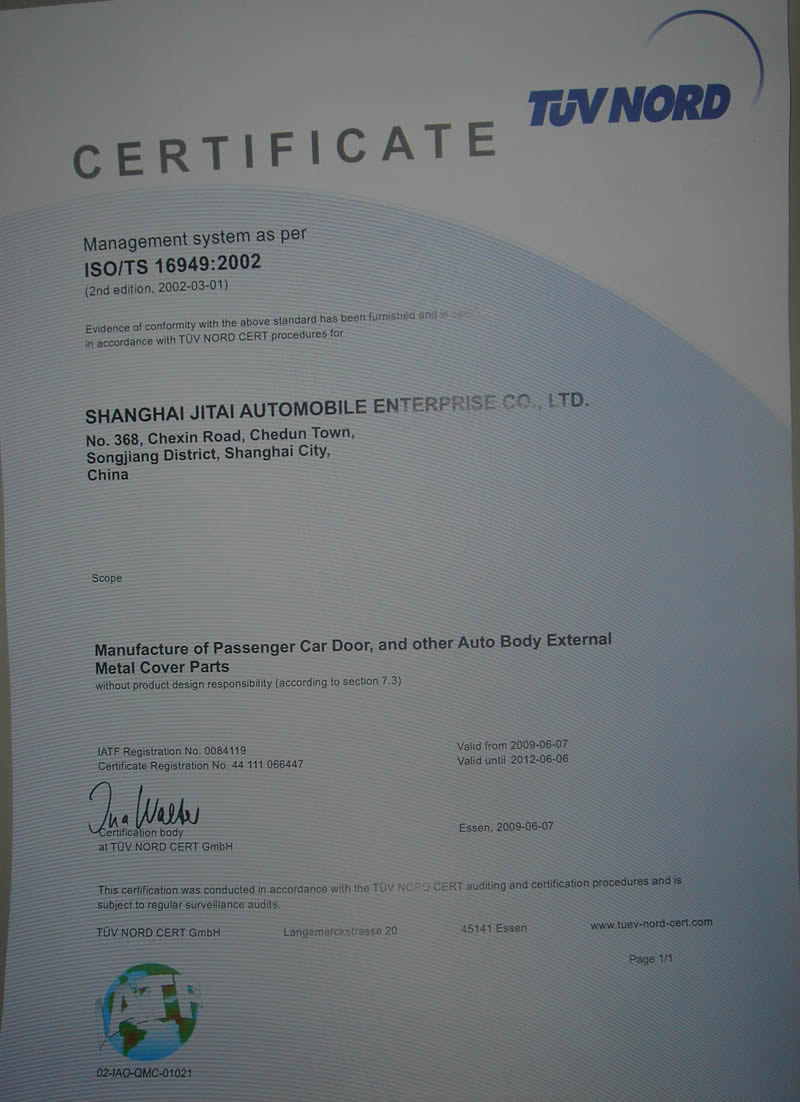 TÜV NORD
CERTIFICATE
Management system as per
ISO/TS 16949:2002
(2nd edition, 2002-03-01)
Evidence of conformity with the above standard has been furnished and is
in accordance with TÜV NORD CERT procedures for
SHANGHAI JITAI AUTOMOBILE ENTERPRISE CO., LTD.
No. 368, Chexin Road, Chedun Town,
Songjiang District, Shanghai City,
China
Scope
Manufacture of Passenger Car Door, and other Auto Body External
Metal Cover Parts
without product design responsibility (according to section 7.3)
IATF Registration No. 0084119
Certificate Registration No. 44 111 066447
Valid from 2009-06-07
Valid until 2012-06-06
Ina Walter
Certification body
at TÜV NORD CERT GmbH
Essen, 2009-06-07
This certification was conducted in accordance with the TÜV NORD CERT auditing and certification procedures and is
subject to regular surveillance audits.
TÜV NORD CERT GmbH Langemarckstrasse 20 45141 Essen www.tuev-nord-cert.com
Page 1/1
IATF
02-IAO-QMC-01021